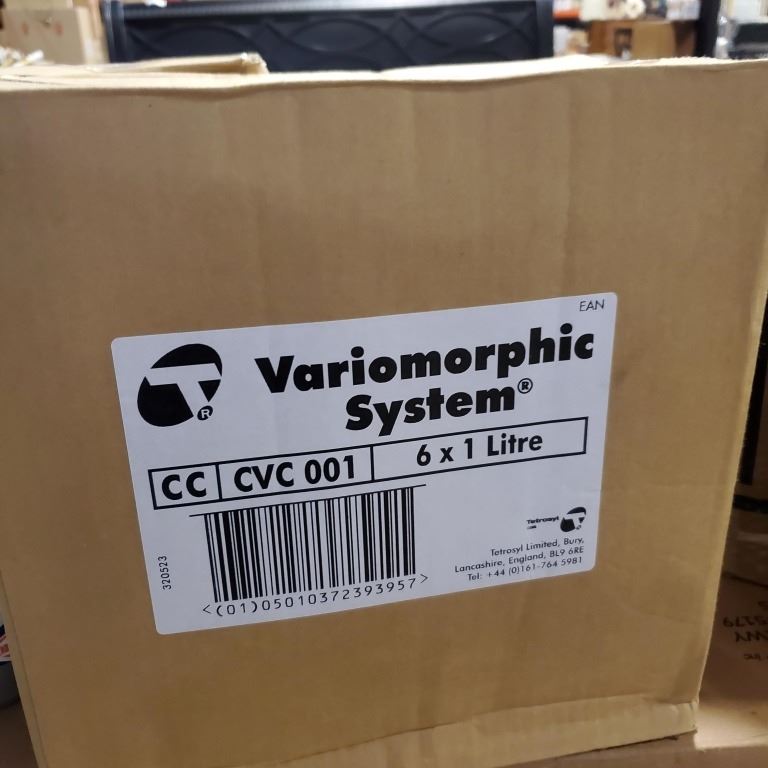 EAN
T®
Variomorphic
System®
CC CVC 001 6 x 1 Litre
320523
<(01)05010372393957>
Tetrosyl
Tetrosyl Limited, Bury,
Lancashire, England, BL9 6RE
Tel: +44 (0)161-764 5981
5179